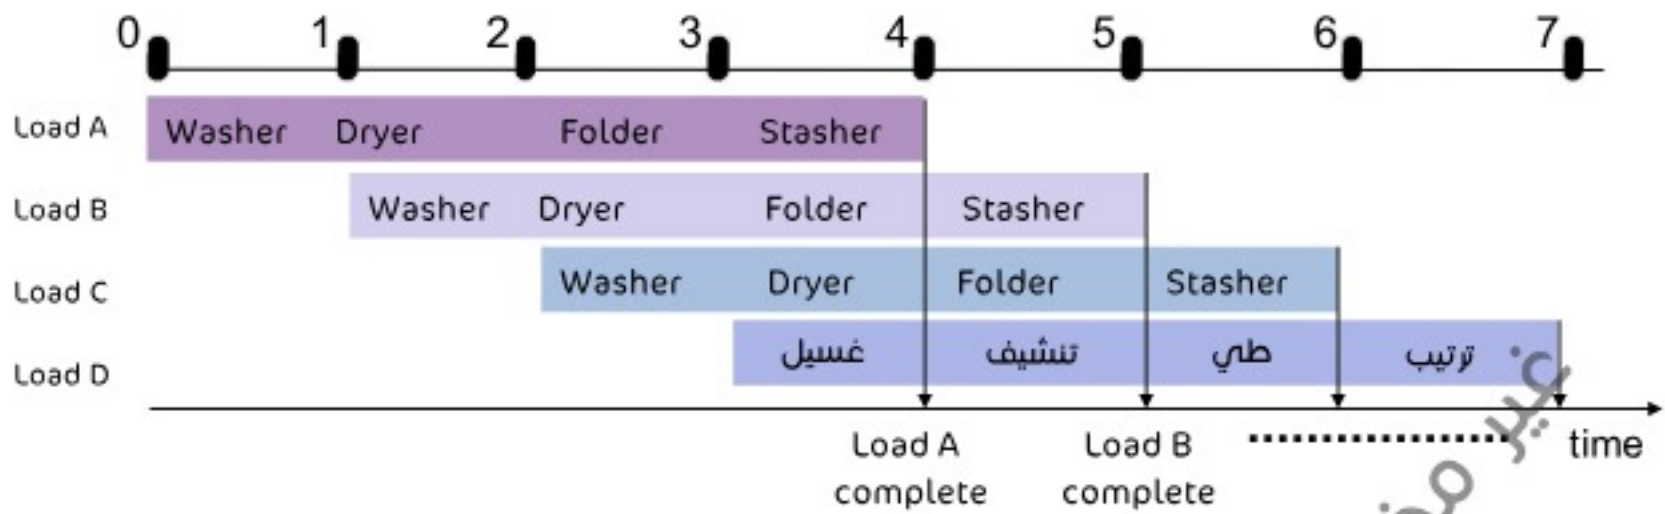 0 1 2 3 4 5 6 7
Load A Washer Dryer Folder Stasher
Load B Washer Dryer Folder Stasher
Load C Washer Dryer Folder Stasher
Load D غسيل تنشيف طي ترتيب
Load A Load B time
complete complete
غير